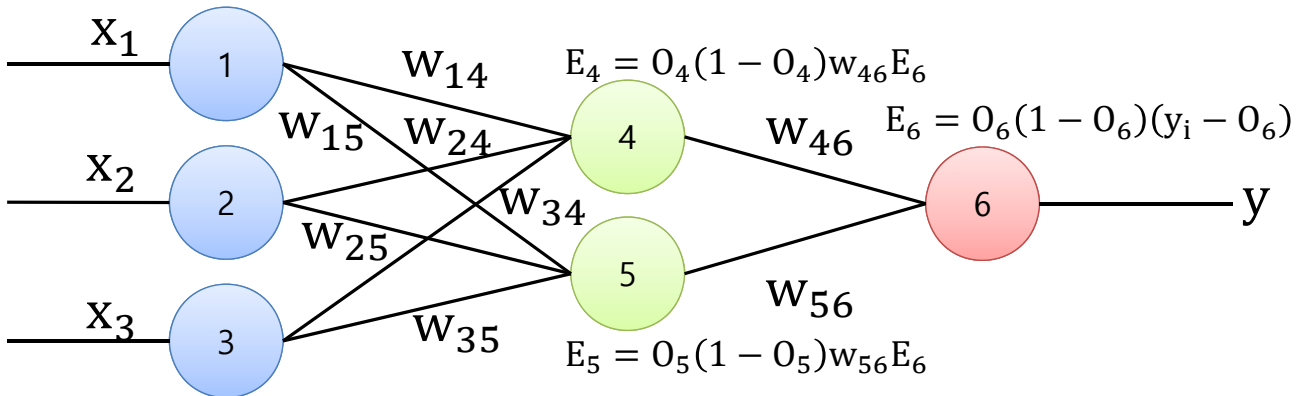 x₁
1
w₁₄
E₄ = O₄(1 − O₄)w₄₆E₆
w₁₅
w₂₄
4
w₄₆
E₆ = O₆(1 − O₆)(yᵢ − O₆)
x₂
2
w₃₄
6
y
w₂₅
5
w₅₆
x₃
3
w₃₅
E₅ = O₅(1 − O₅)w₅₆E₆